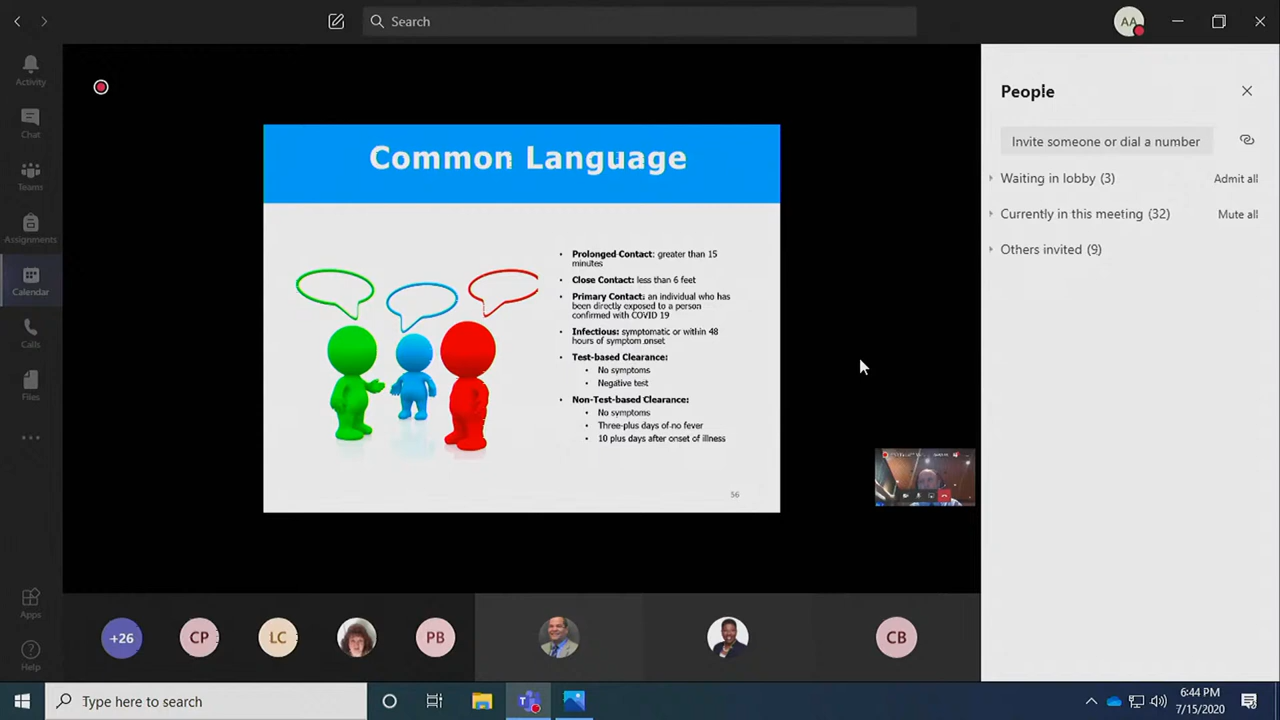 Search
AA
Activity
Chat
Teams
Assignments
Calendar
Calls
Files
Apps
Help
Common Language
• Prolonged Contact: greater than 15
minutes
• Close Contact: less than 6 feet
• Primary Contact: an individual who has
been directly exposed to a person
confirmed with COVID 19
• Infectious: symptomatic or within 48
hours of symptom onset
• Test-based Clearance:
• No symptoms
• Negative test
• Non-Test-based Clearance:
• No symptoms
• Three-plus days of no fever
• 10 plus days after onset of illness
56
People
Invite someone or dial a number
Waiting in lobby (3)
Admit all
Currently in this meeting (32)
Mute all
Others invited (9)
+26
CP
LC
PB
CB
Type here to search
6:44 PM
7/15/2020